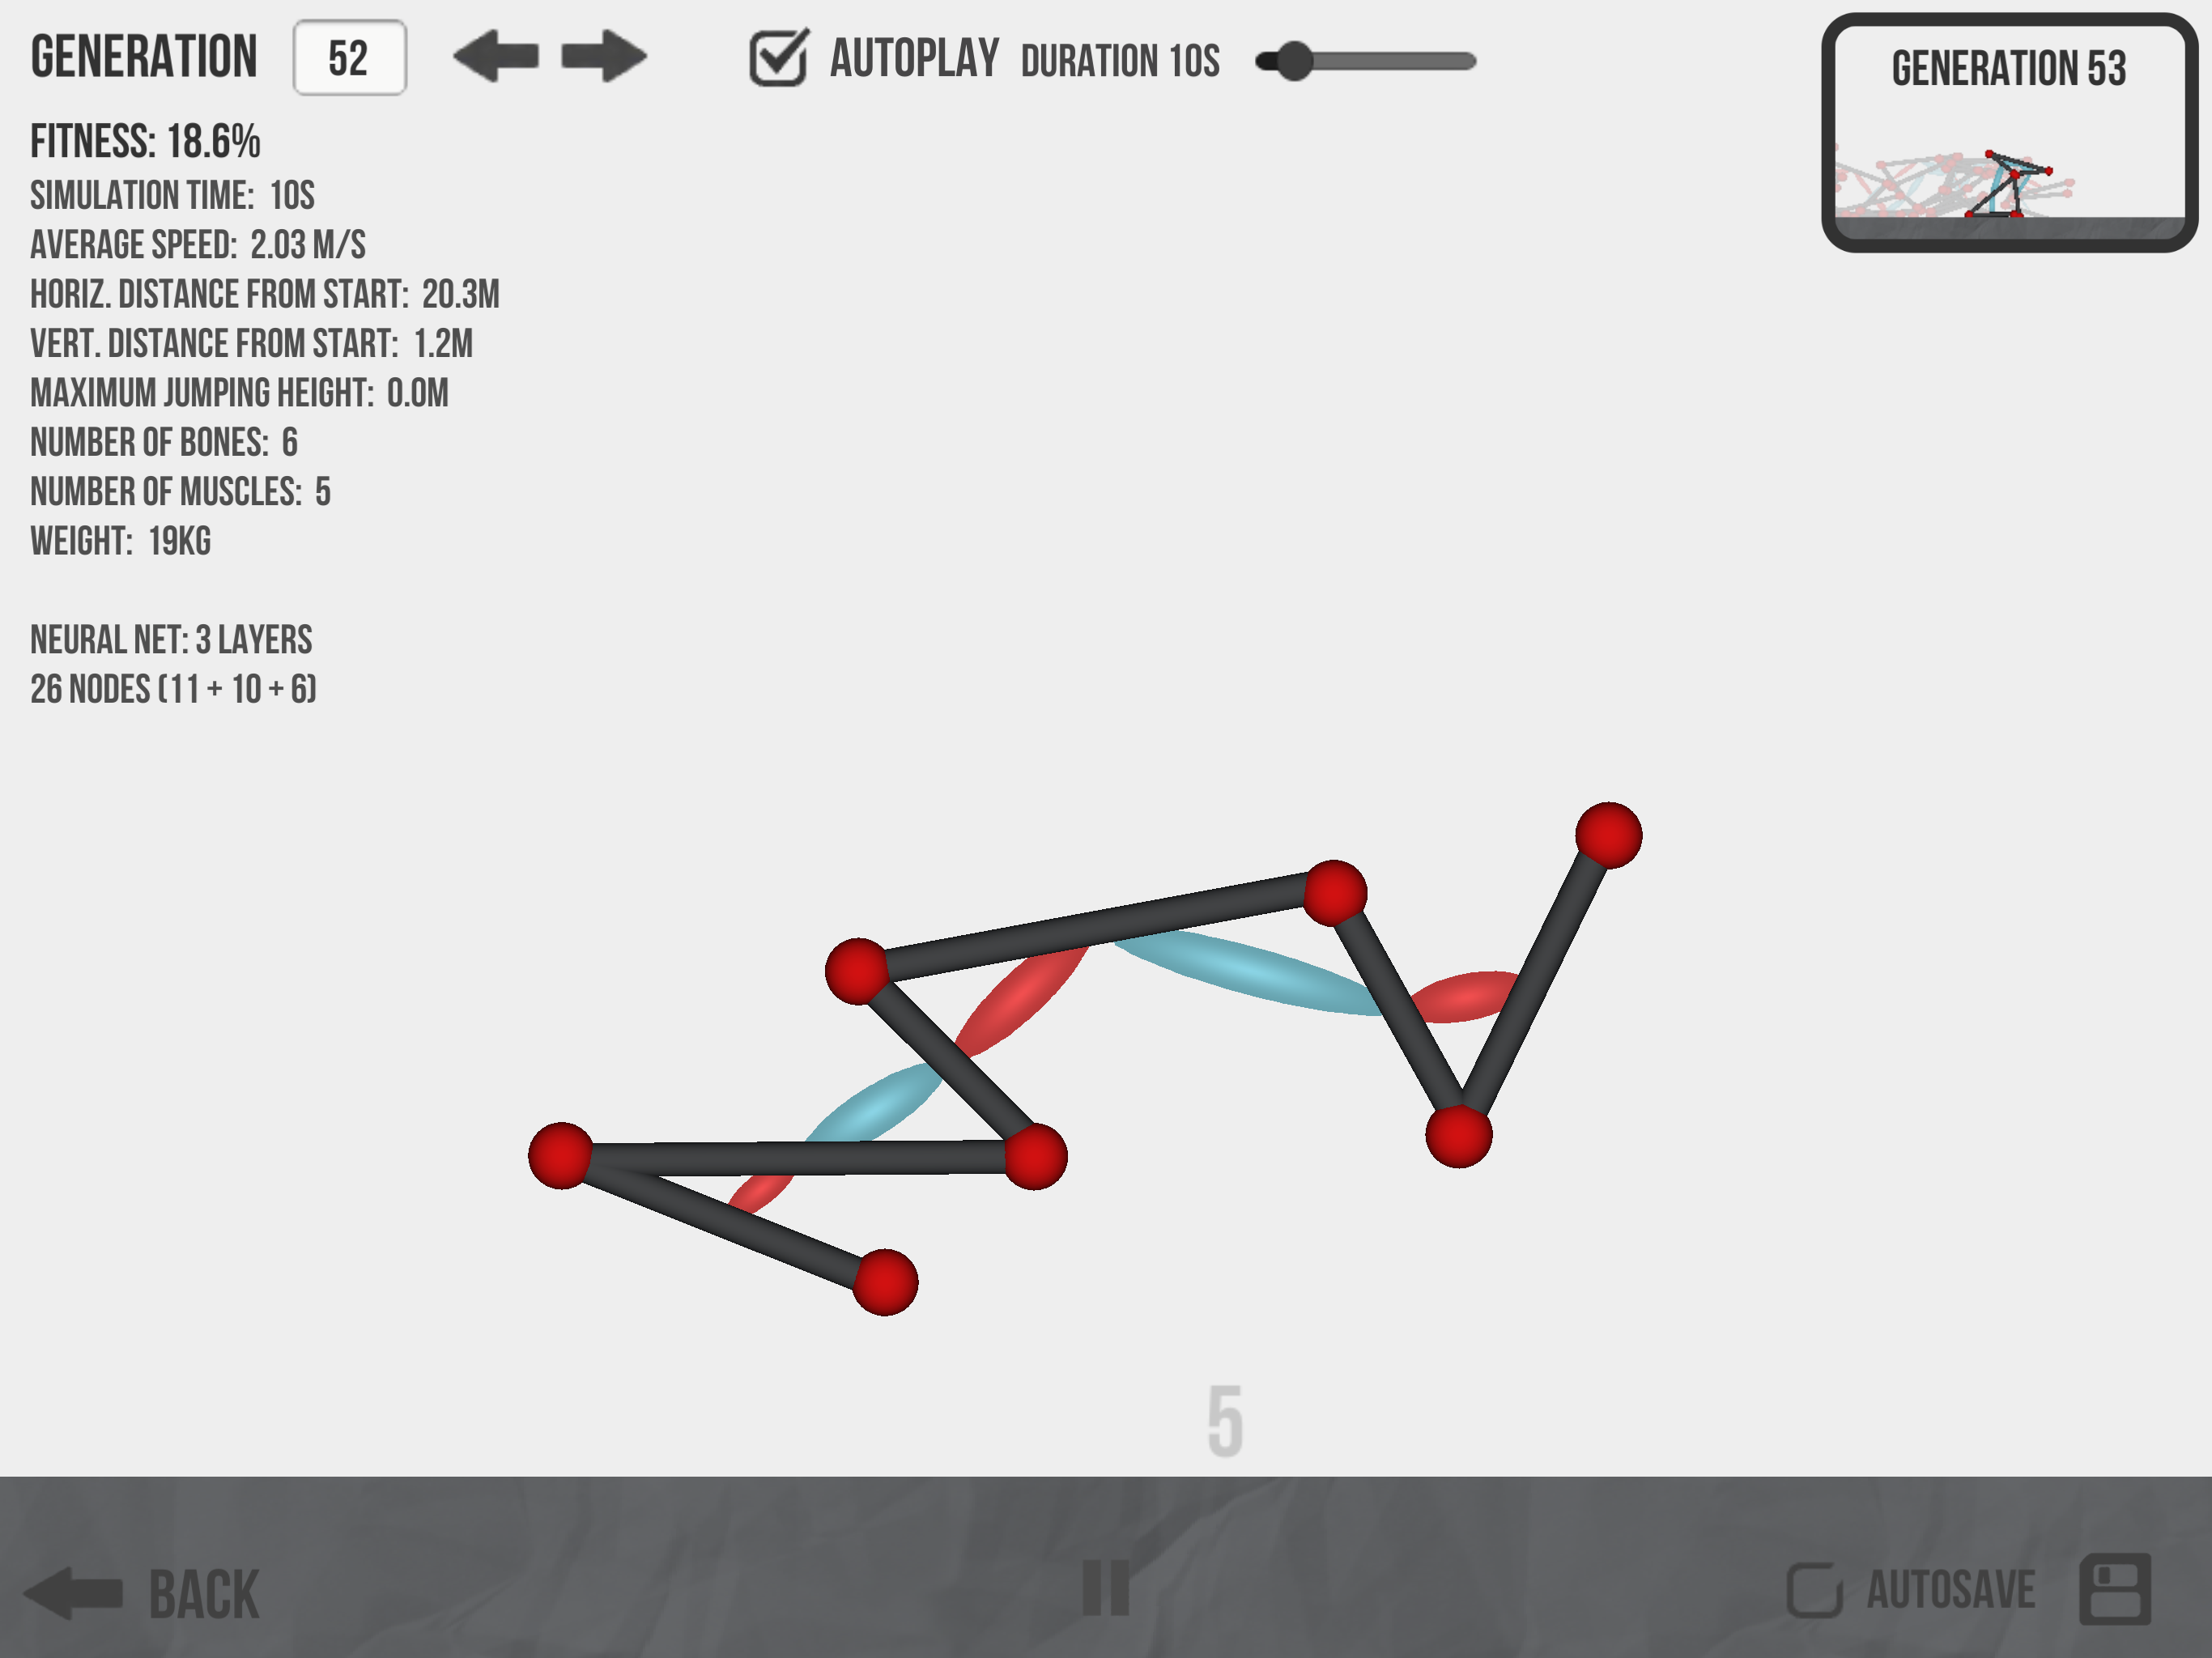 GENERATION 52
AUTOPLAY DURATION 10S
GENERATION 53
FITNESS: 18.6%
SIMULATION TIME: 10S
AVERAGE SPEED: 2.03 M/S
HORIZ. DISTANCE FROM START: 20.3M
VERT. DISTANCE FROM START: 1.2M
MAXIMUM JUMPING HEIGHT: 0.0M
NUMBER OF BONES: 6
NUMBER OF MUSCLES: 5
WEIGHT: 19KG
NEURAL NET: 3 LAYERS
26 NODES (11 + 10 + 6)
5
BACK
AUTOSAVE